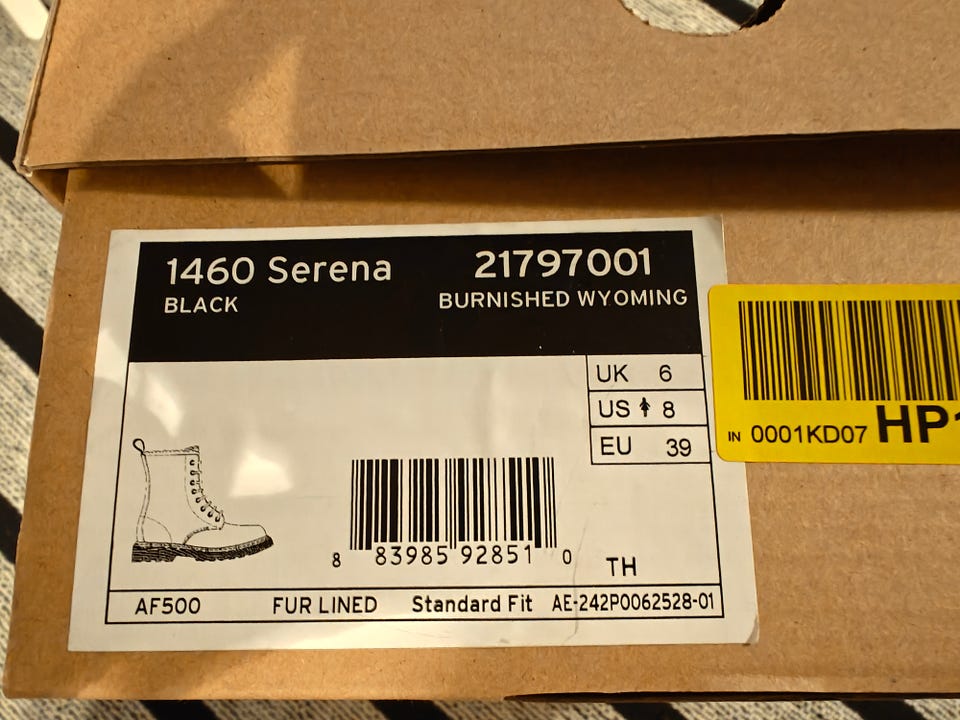 1460 Serena 21797001
BLACK BURNISHED WYOMING
UK 6
US 8
EU 39
8 83985 92851 0
TH
AF500 FUR LINED Standard Fit AE-242P0062528-01
IN 0001KD07 HP1